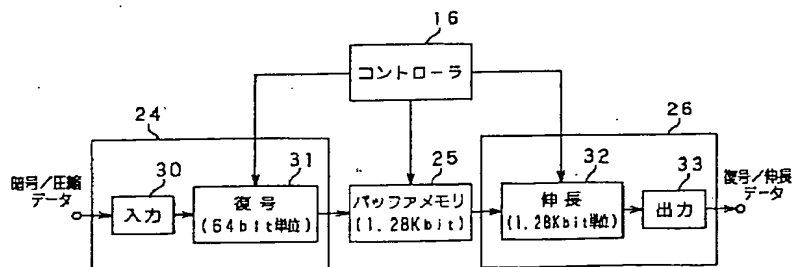 16
コントローラ
24
26
暗号/圧縮
データ
30
入力
31
復号
(64bit単位)
25
バッファメモリ
(1.28Kbit)
32
伸長
(1.28Kbit単位)
33
出力
復号/伸長
データ